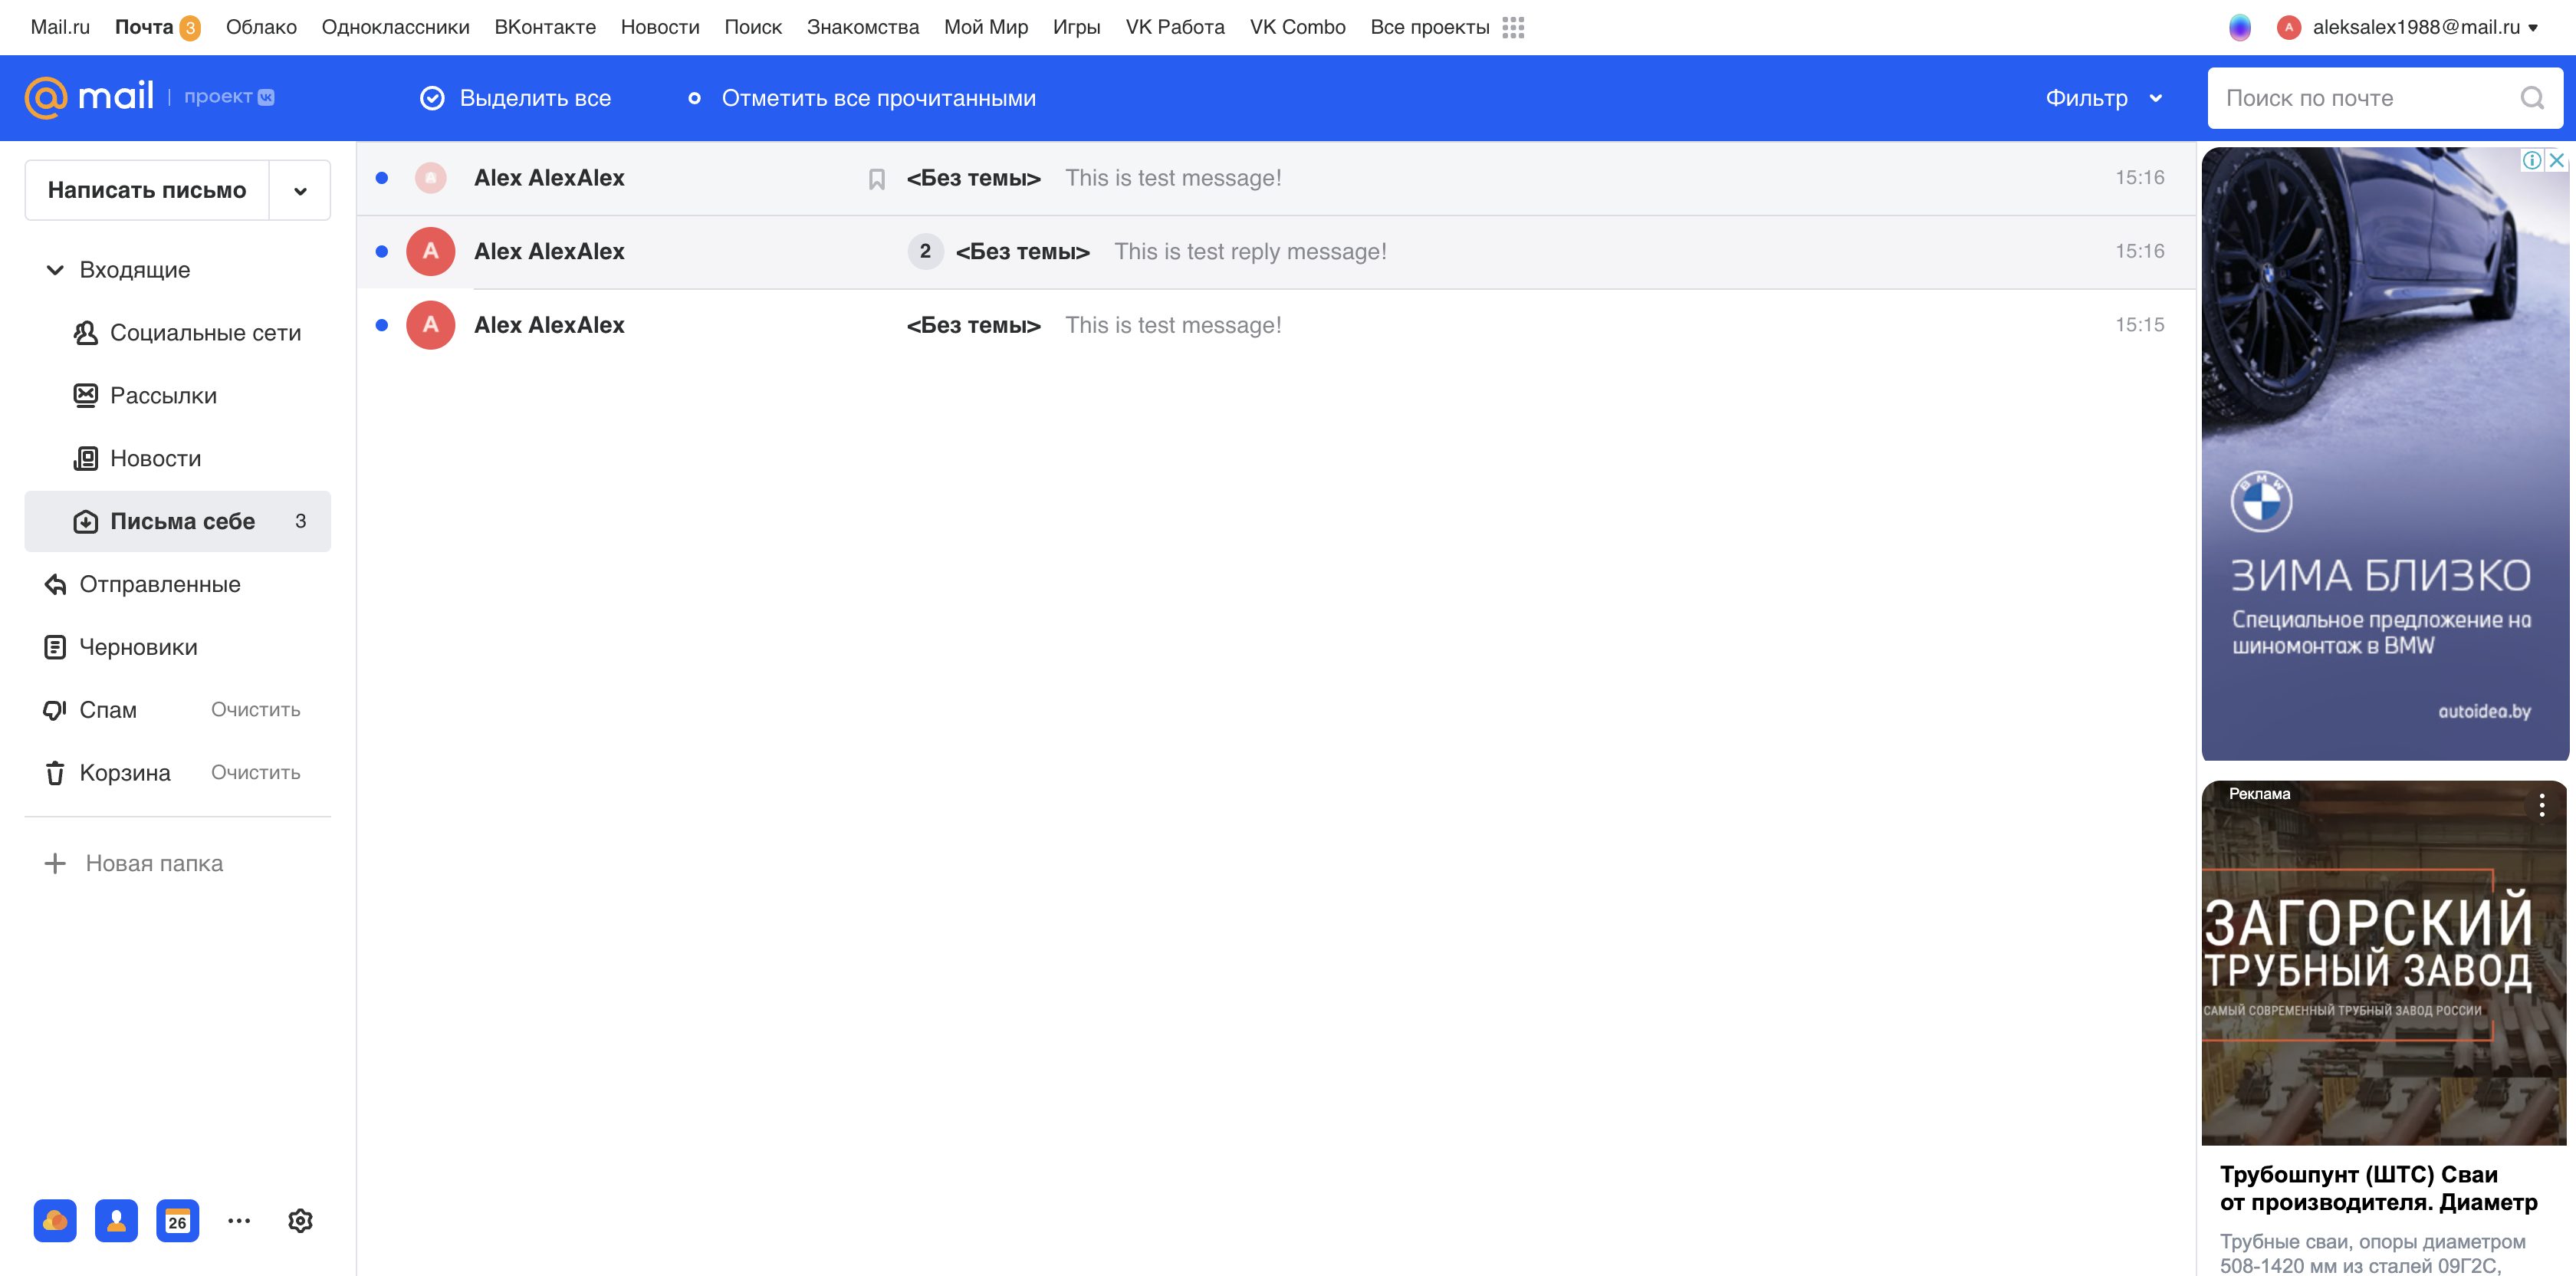 Mail.ru Почта 3 Облако Одноклассники ВКонтакте Новости Поиск Знакомства Мой Мир Игры VK Работа VK Combo Все проекты A aleksalex1988@mail.ru
@mail проект VK Выделить все Отметить все прочитанными Фильтр Поиск по почте
Написать письмо
Входящие
Социальные сети
Рассылки
Новости
Письма себе 3
Отправленные
Черновики
Спам Очистить
Корзина Очистить
Новая папка
26
Alex AlexAlex <Без темы> This is test message! 15:16
A Alex AlexAlex 2 <Без темы> This is test reply message! 15:16
A Alex AlexAlex <Без темы> This is test message! 15:15
BMW
ЗИМА БЛИЗКО
Специальное предложение на
шиномонтаж в BMW
autoidea.by
Реклама
ЗАГОРСКИЙ
ТРУБНЫЙ ЗАВОД
САМЫЙ СОВРЕМЕННЫЙ ТРУБНЫЙ ЗАВОД РОССИИ
Трубошпунт (ШТС) Сваи
от производителя. Диаметр
Трубные сваи, опоры диаметром
508-1420 мм из сталей 09Г2С,